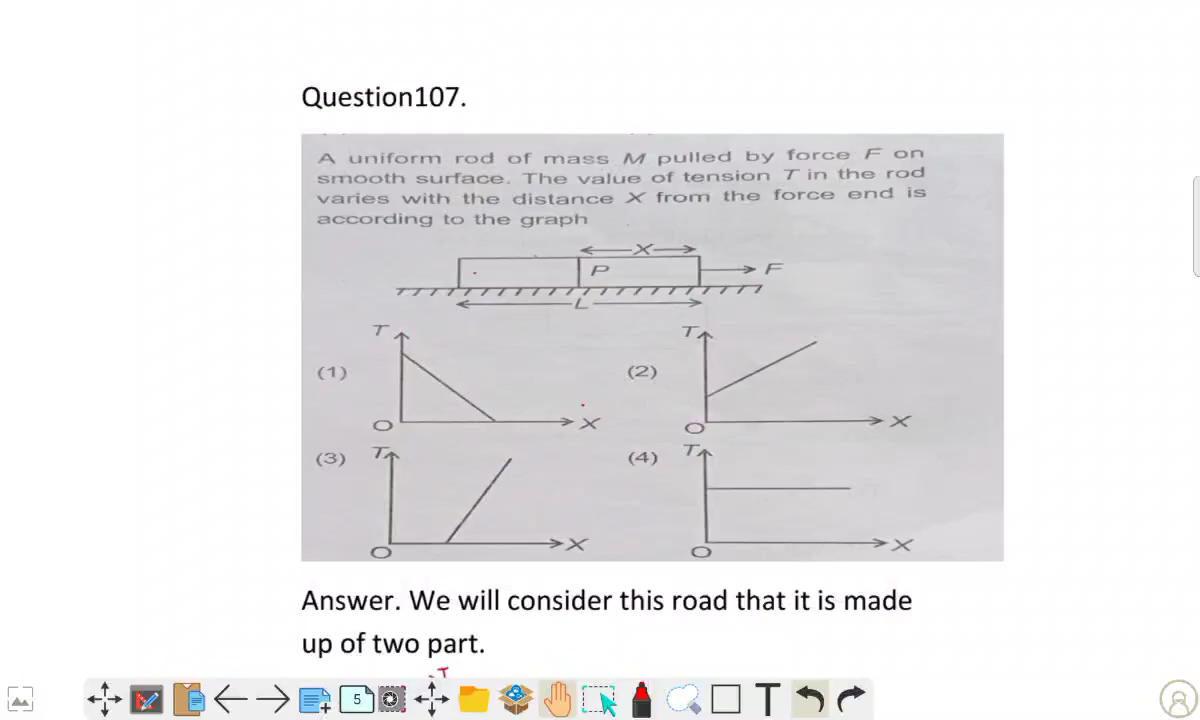 Question107.
A uniform rod of mass M pulled by force F on
smooth surface. The value of tension T in the rod
varies with the distance X from the force end is
according to the graph
X
P
F
L
(1)
T
O
X
(2)
T
O
X
(3)
T
O
X
(4)
T
O
X
Answer. We will consider this road that it is made
up of two part.
T
5
T